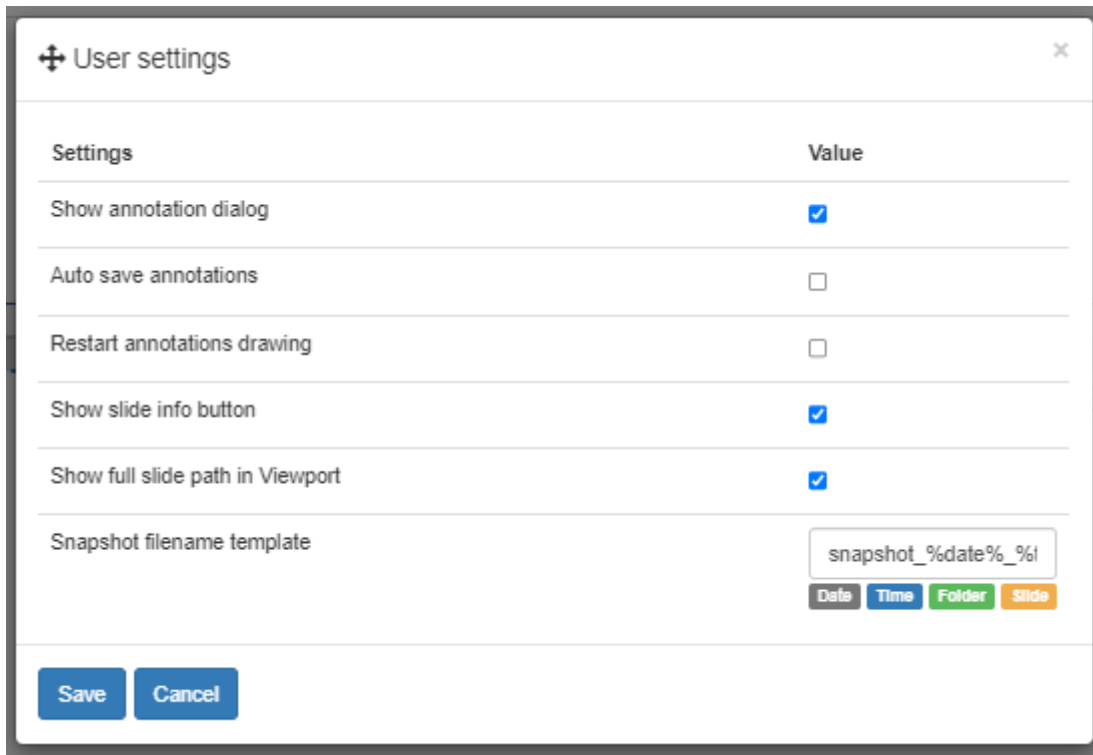 User settings
×
Settings Value
Show annotation dialog
Auto save annotations
Restart annotations drawing
Show slide info button
Show full slide path in Viewport
Snapshot filename template
snapshot_%date%_%t
Date Time Folder Slide
Save Cancel